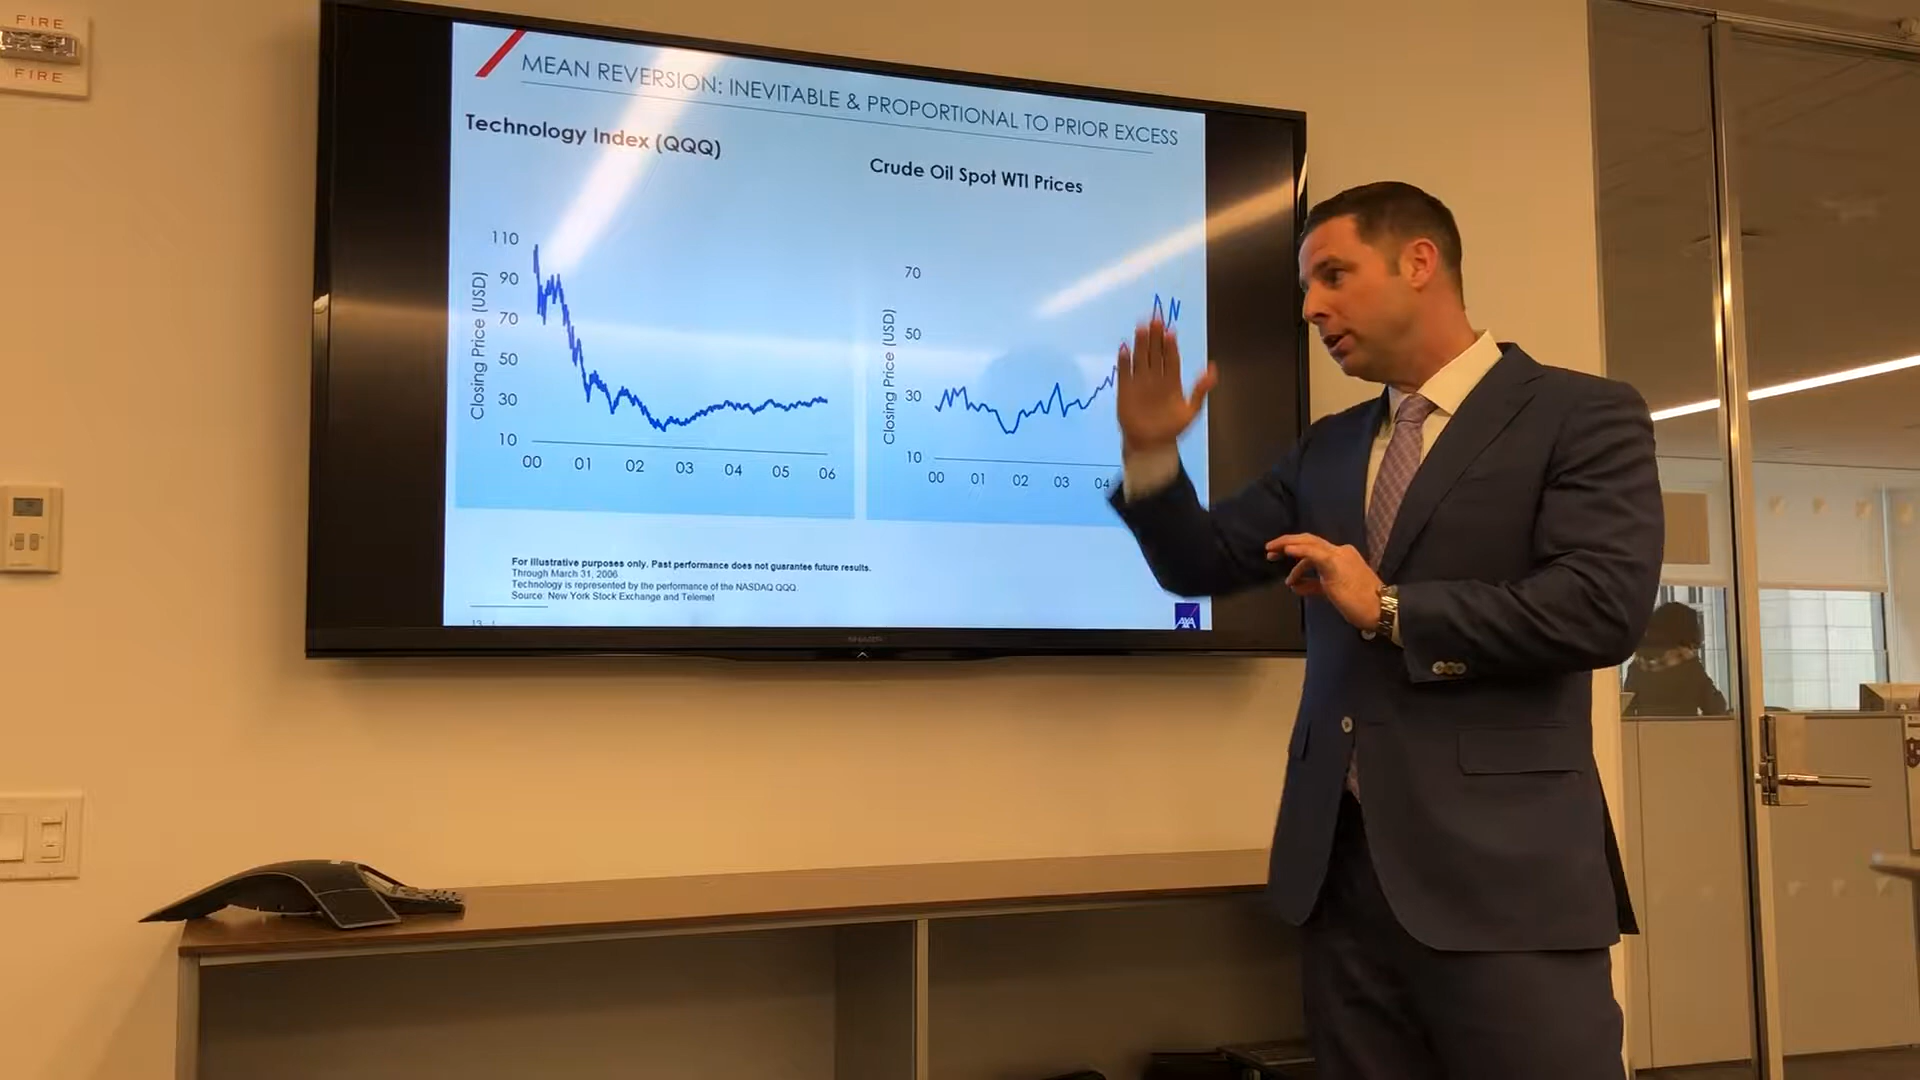 FIRE
FIRE
MEAN REVERSION: INEVITABLE & PROPORTIONAL TO PRIOR EXCESS
Technology Index (QQQ)
Closing Price (USD)
110
90
70
50
30
10
00 01 02 03 04 05 06
Crude Oil Spot WTI Prices
Closing Price (USD)
70
50
30
10
00 01 02 03 04
For illustrative purposes only. Past performance does not guarantee future results.
Through March 31, 2006
Technology is represented by the performance of the NASDAQ QQQ.
Source: New York Stock Exchange and Telemet
13
AXA
SHARP